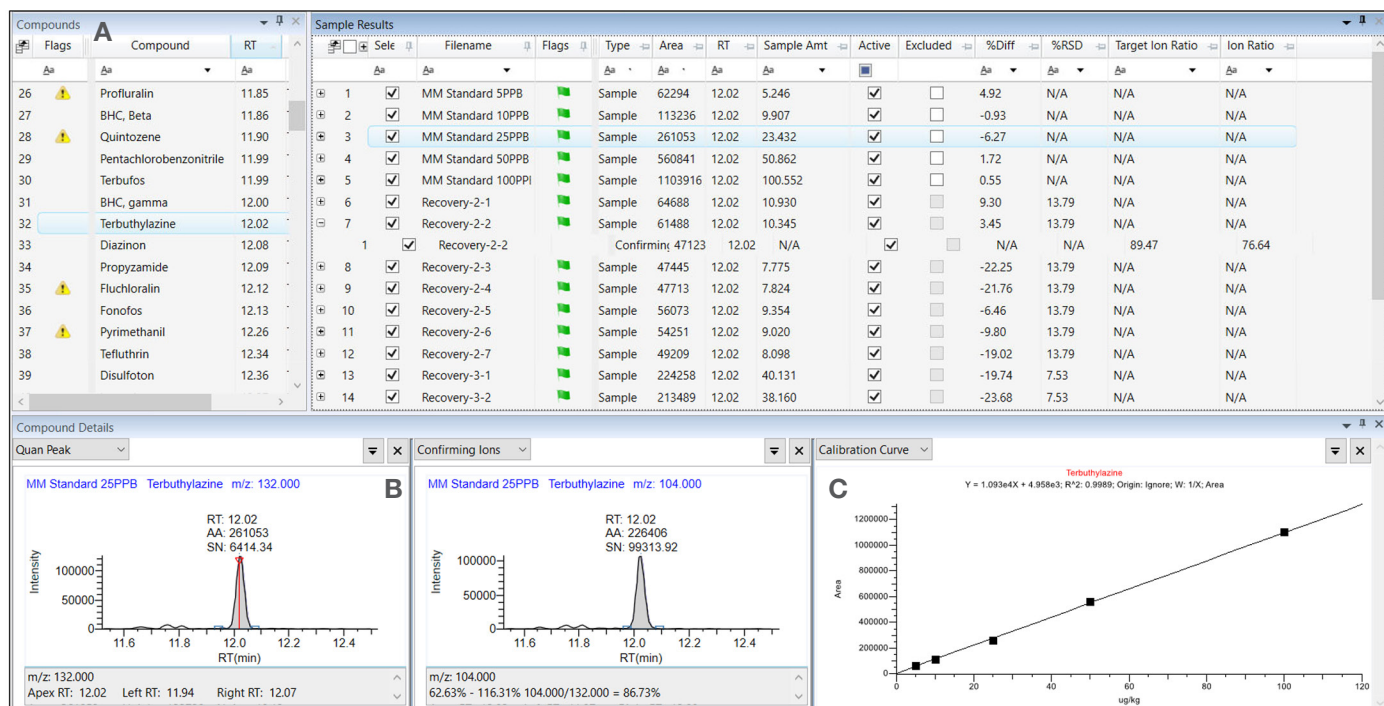 Compounds
A
Flags Compound RT
Aa Aa Aa
26 Profluralin 11.85
27 BHC, Beta 11.86
28 Quintozene 11.90
29 Pentachlorobenzonitrile 11.99
30 Terbufos 11.99
31 BHC, gamma 12.00
32 Terbuthylazine 12.02
33 Diazinon 12.08
34 Propyzamide 12.09
35 Fluchloralin 12.12
36 Fonofos 12.13
37 Pyrimethanil 12.26
38 Tefluthrin 12.34
39 Disulfoton 12.36
Sample Results
Sele Filename Flags Type Area RT Sample Amt Active Excluded %Diff %RSD Target Ion Ratio Ion Ratio
Aa Aa Aa Aa Aa Aa Aa Aa Aa Aa
1 MM Standard 5PPB Sample 62294 12.02 5.246 4.92 N/A N/A N/A
2 MM Standard 10PPB Sample 113236 12.02 9.907 -0.93 N/A N/A N/A
3 MM Standard 25PPB Sample 261053 12.02 23.432 -6.27 N/A N/A N/A
4 MM Standard 50PPB Sample 560841 12.02 50.862 1.72 N/A N/A N/A
5 MM Standard 100PPI Sample 1103916 12.02 100.552 0.55 N/A N/A N/A
6 Recovery-2-1 Sample 64688 12.02 10.930 9.30 13.79 N/A N/A
7 Recovery-2-2 Sample 61488 12.02 10.345 3.45 13.79 N/A N/A
1 Recovery-2-2 Confirming 47123 12.02 N/A N/A N/A 89.47 76.64
8 Recovery-2-3 Sample 47445 12.02 7.775 -22.25 13.79 N/A N/A
9 Recovery-2-4 Sample 47713 12.02 7.824 -21.76 13.79 N/A N/A
10 Recovery-2-5 Sample 56073 12.02 9.354 -6.46 13.79 N/A N/A
11 Recovery-2-6 Sample 54251 12.02 9.020 -9.80 13.79 N/A N/A
12 Recovery-2-7 Sample 49209 12.02 8.098 -19.02 13.79 N/A N/A
13 Recovery-3-1 Sample 224258 12.02 40.131 -19.74 7.53 N/A N/A
14 Recovery-3-2 Sample 213489 12.02 38.160 -23.68 7.53 N/A N/A
Compound Details
Quan Peak
B
MM Standard 25PPB Terbuthylazine m/z: 132.000
RT: 12.02
AA: 261053
SN: 6414.34
Intensity
100000
50000
0
11.6 11.8 12.0 12.2 12.4
RT(min)
m/z: 132.000
Apex RT: 12.02 Left RT: 11.94 Right RT: 12.07
Confirming Ions
MM Standard 25PPB Terbuthylazine m/z: 104.000
RT: 12.02
AA: 226406
SN: 99313.92
Intensity
100000
50000
0
11.6 11.8 12.0 12.2 12.4
RT(min)
m/z: 104.000
62.63% - 116.31% 104.000/132.000 = 86.73%
Calibration Curve
C
Terbuthylazine
Y = 1.093e4X + 4.958e3; R^2: 0.9989; Origin: Ignore; W: 1/X; Area
Area
1200000
1000000
800000
600000
400000
200000
0
0 20 40 60 80 100 120
ug/kg